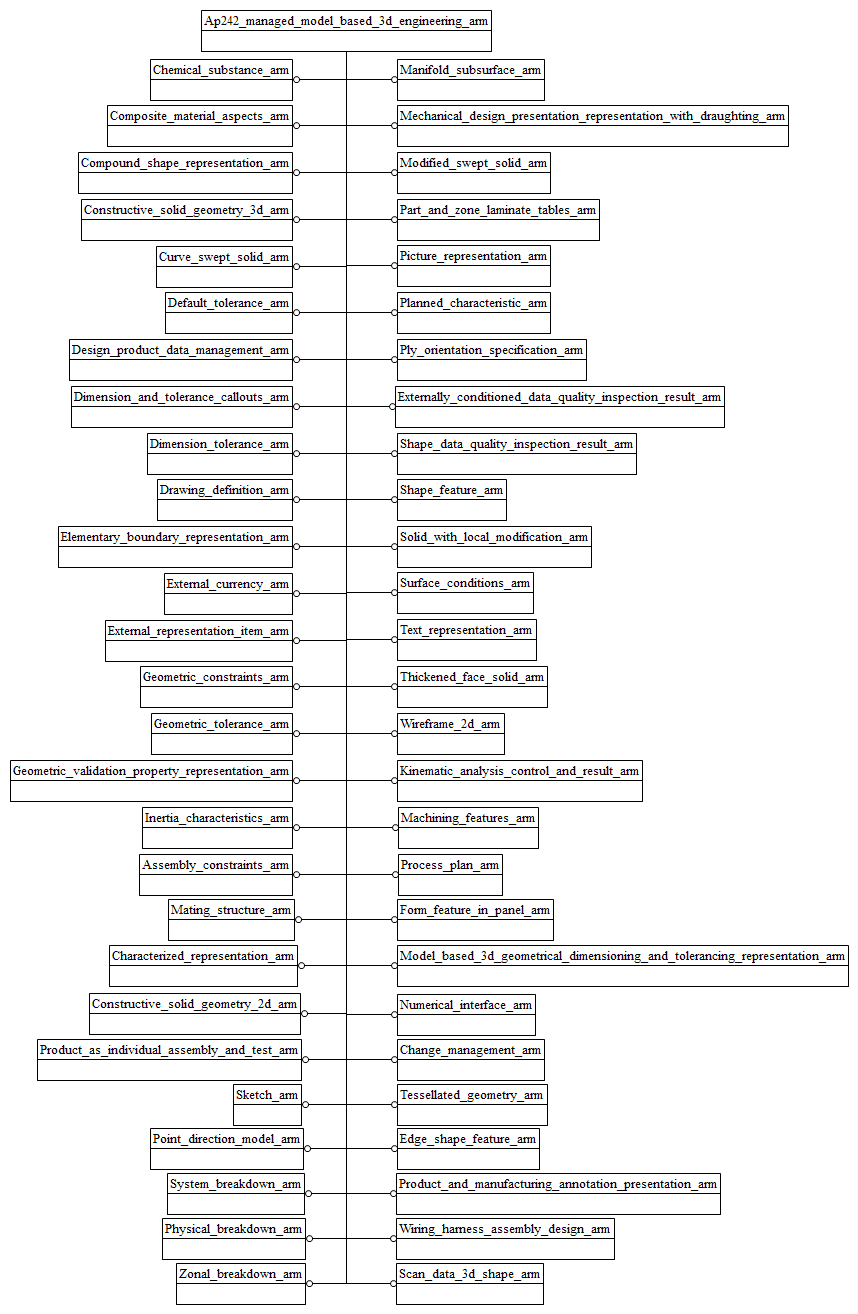 Ap242_managed_model_based_3d_engineering_arm
Chemical_substance_arm
Manifold_subsurface_arm
Composite_material_aspects_arm
Mechanical_design_presentation_representation_with_draughting_arm
Compound_shape_representation_arm
Modified_swept_solid_arm
Constructive_solid_geometry_3d_arm
Part_and_zone_laminate_tables_arm
Curve_swept_solid_arm
Picture_representation_arm
Default_tolerance_arm
Planned_characteristic_arm
Design_product_data_management_arm
Ply_orientation_specification_arm
Dimension_and_tolerance_callouts_arm
Externally_conditioned_data_quality_inspection_result_arm
Dimension_tolerance_arm
Shape_data_quality_inspection_result_arm
Drawing_definition_arm
Shape_feature_arm
Elementary_boundary_representation_arm
Solid_with_local_modification_arm
External_currency_arm
Surface_conditions_arm
External_representation_item_arm
Text_representation_arm
Geometric_constraints_arm
Thickened_face_solid_arm
Geometric_tolerance_arm
Wireframe_2d_arm
Geometric_validation_property_representation_arm
Kinematic_analysis_control_and_result_arm
Inertia_characteristics_arm
Machining_features_arm
Assembly_constraints_arm
Process_plan_arm
Mating_structure_arm
Form_feature_in_panel_arm
Characterized_representation_arm
Model_based_3d_geometrical_dimensioning_and_tolerancing_representation_arm
Constructive_solid_geometry_2d_arm
Numerical_interface_arm
Product_as_individual_assembly_and_test_arm
Change_management_arm
Sketch_arm
Tessellated_geometry_arm
Point_direction_model_arm
Edge_shape_feature_arm
System_breakdown_arm
Product_and_manufacturing_annotation_presentation_arm
Physical_breakdown_arm
Wiring_harness_assembly_design_arm
Zonal_breakdown_arm
Scan_data_3d_shape_arm